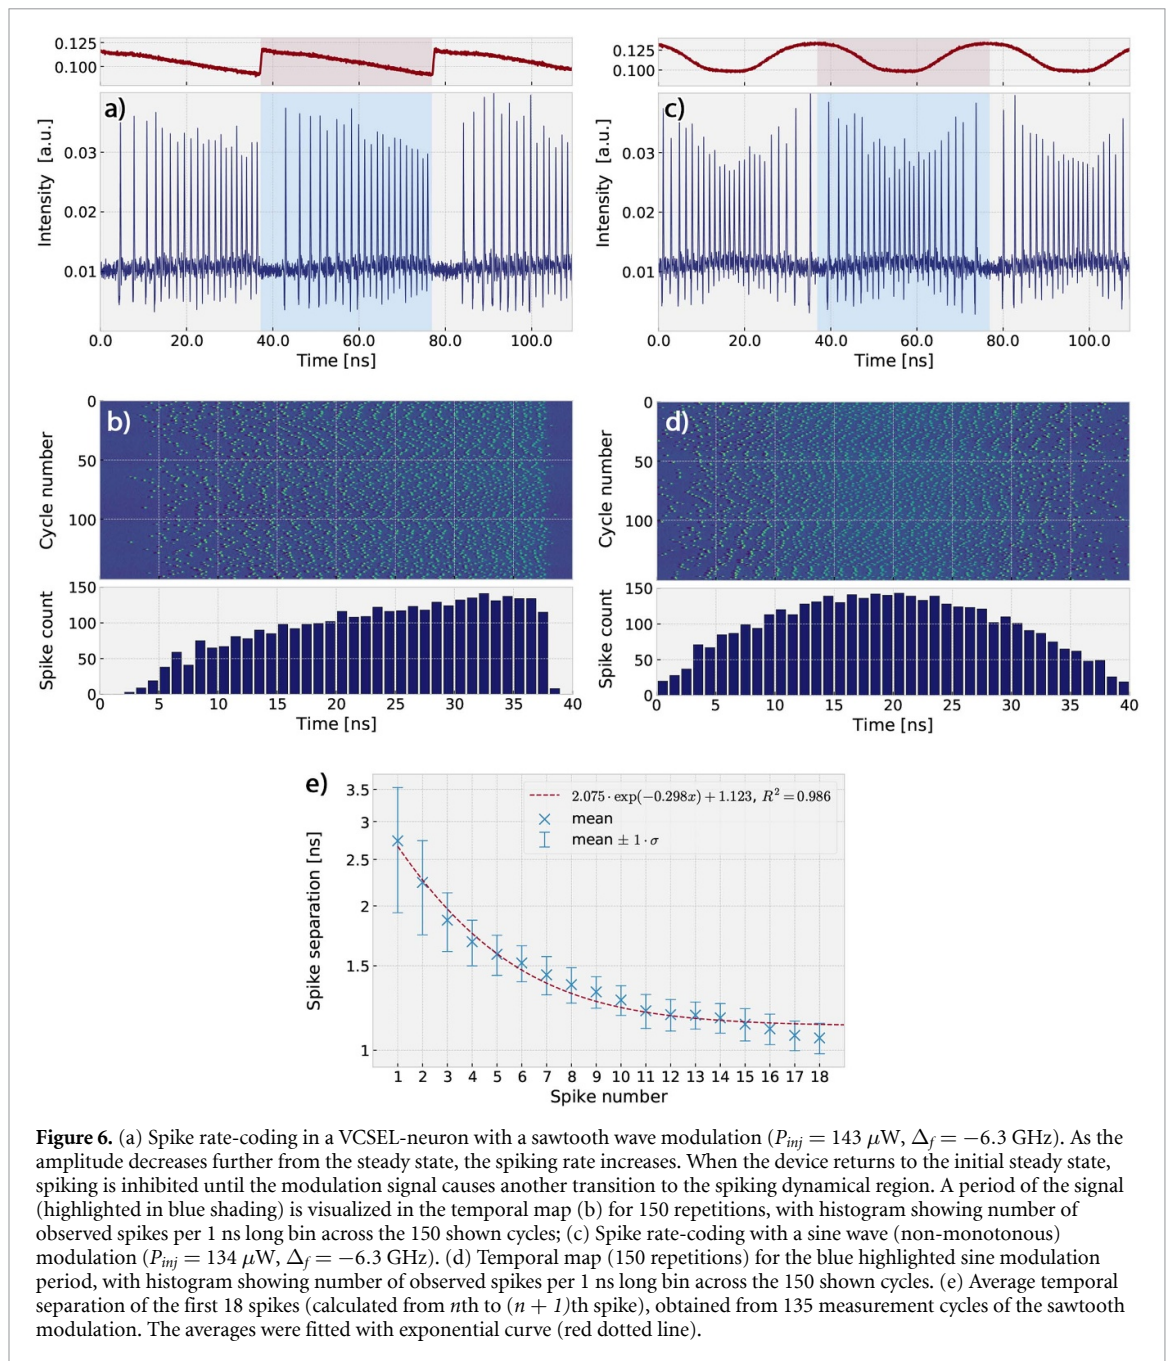 0.125
0.100
a)
0.03
0.02
0.01
Intensity [a.u.]
0.0 20.0 40.0 60.0 80.0 100.0
Time [ns]
0.125
0.100
c)
0.03
0.02
0.01
Intensity [a.u.]
0.0 20.0 40.0 60.0 80.0 100.0
Time [ns]
b)
0
50
100
Cycle number
150
100
50
0
Spike count
0 5 10 15 20 25 30 35 40
Time [ns]
d)
0
50
100
Cycle number
150
100
50
0
Spike count
0 5 10 15 20 25 30 35 40
Time [ns]
e)
3.5
3
2.5
2
1.5
1
Spike separation [ns]
2.075·exp(−0.298x)+1.123, R² = 0.986
mean
mean ± 1·σ
1 2 3 4 5 6 7 8 9 10 11 12 13 14 15 16 17 18
Spike number
Figure 6. (a) Spike rate-coding in a VCSEL-neuron with a sawtooth wave modulation (Pinj = 143 μW, Δf = −6.3 GHz). As the
amplitude decreases further from the steady state, the spiking rate increases. When the device returns to the initial steady state,
spiking is inhibited until the modulation signal causes another transition to the spiking dynamical region. A period of the signal
(highlighted in blue shading) is visualized in the temporal map (b) for 150 repetitions, with histogram showing number of
observed spikes per 1 ns long bin across the 150 shown cycles; (c) Spike rate-coding with a sine wave (non-monotonous)
modulation (Pinj = 134 μW, Δf = −6.3 GHz). (d) Temporal map (150 repetitions) for the blue highlighted sine modulation
period, with histogram showing number of observed spikes per 1 ns long bin across the 150 shown cycles. (e) Average temporal
separation of the first 18 spikes (calculated from nth to (n + 1)th spike), obtained from 135 measurement cycles of the sawtooth
modulation. The averages were fitted with exponential curve (red dotted line).